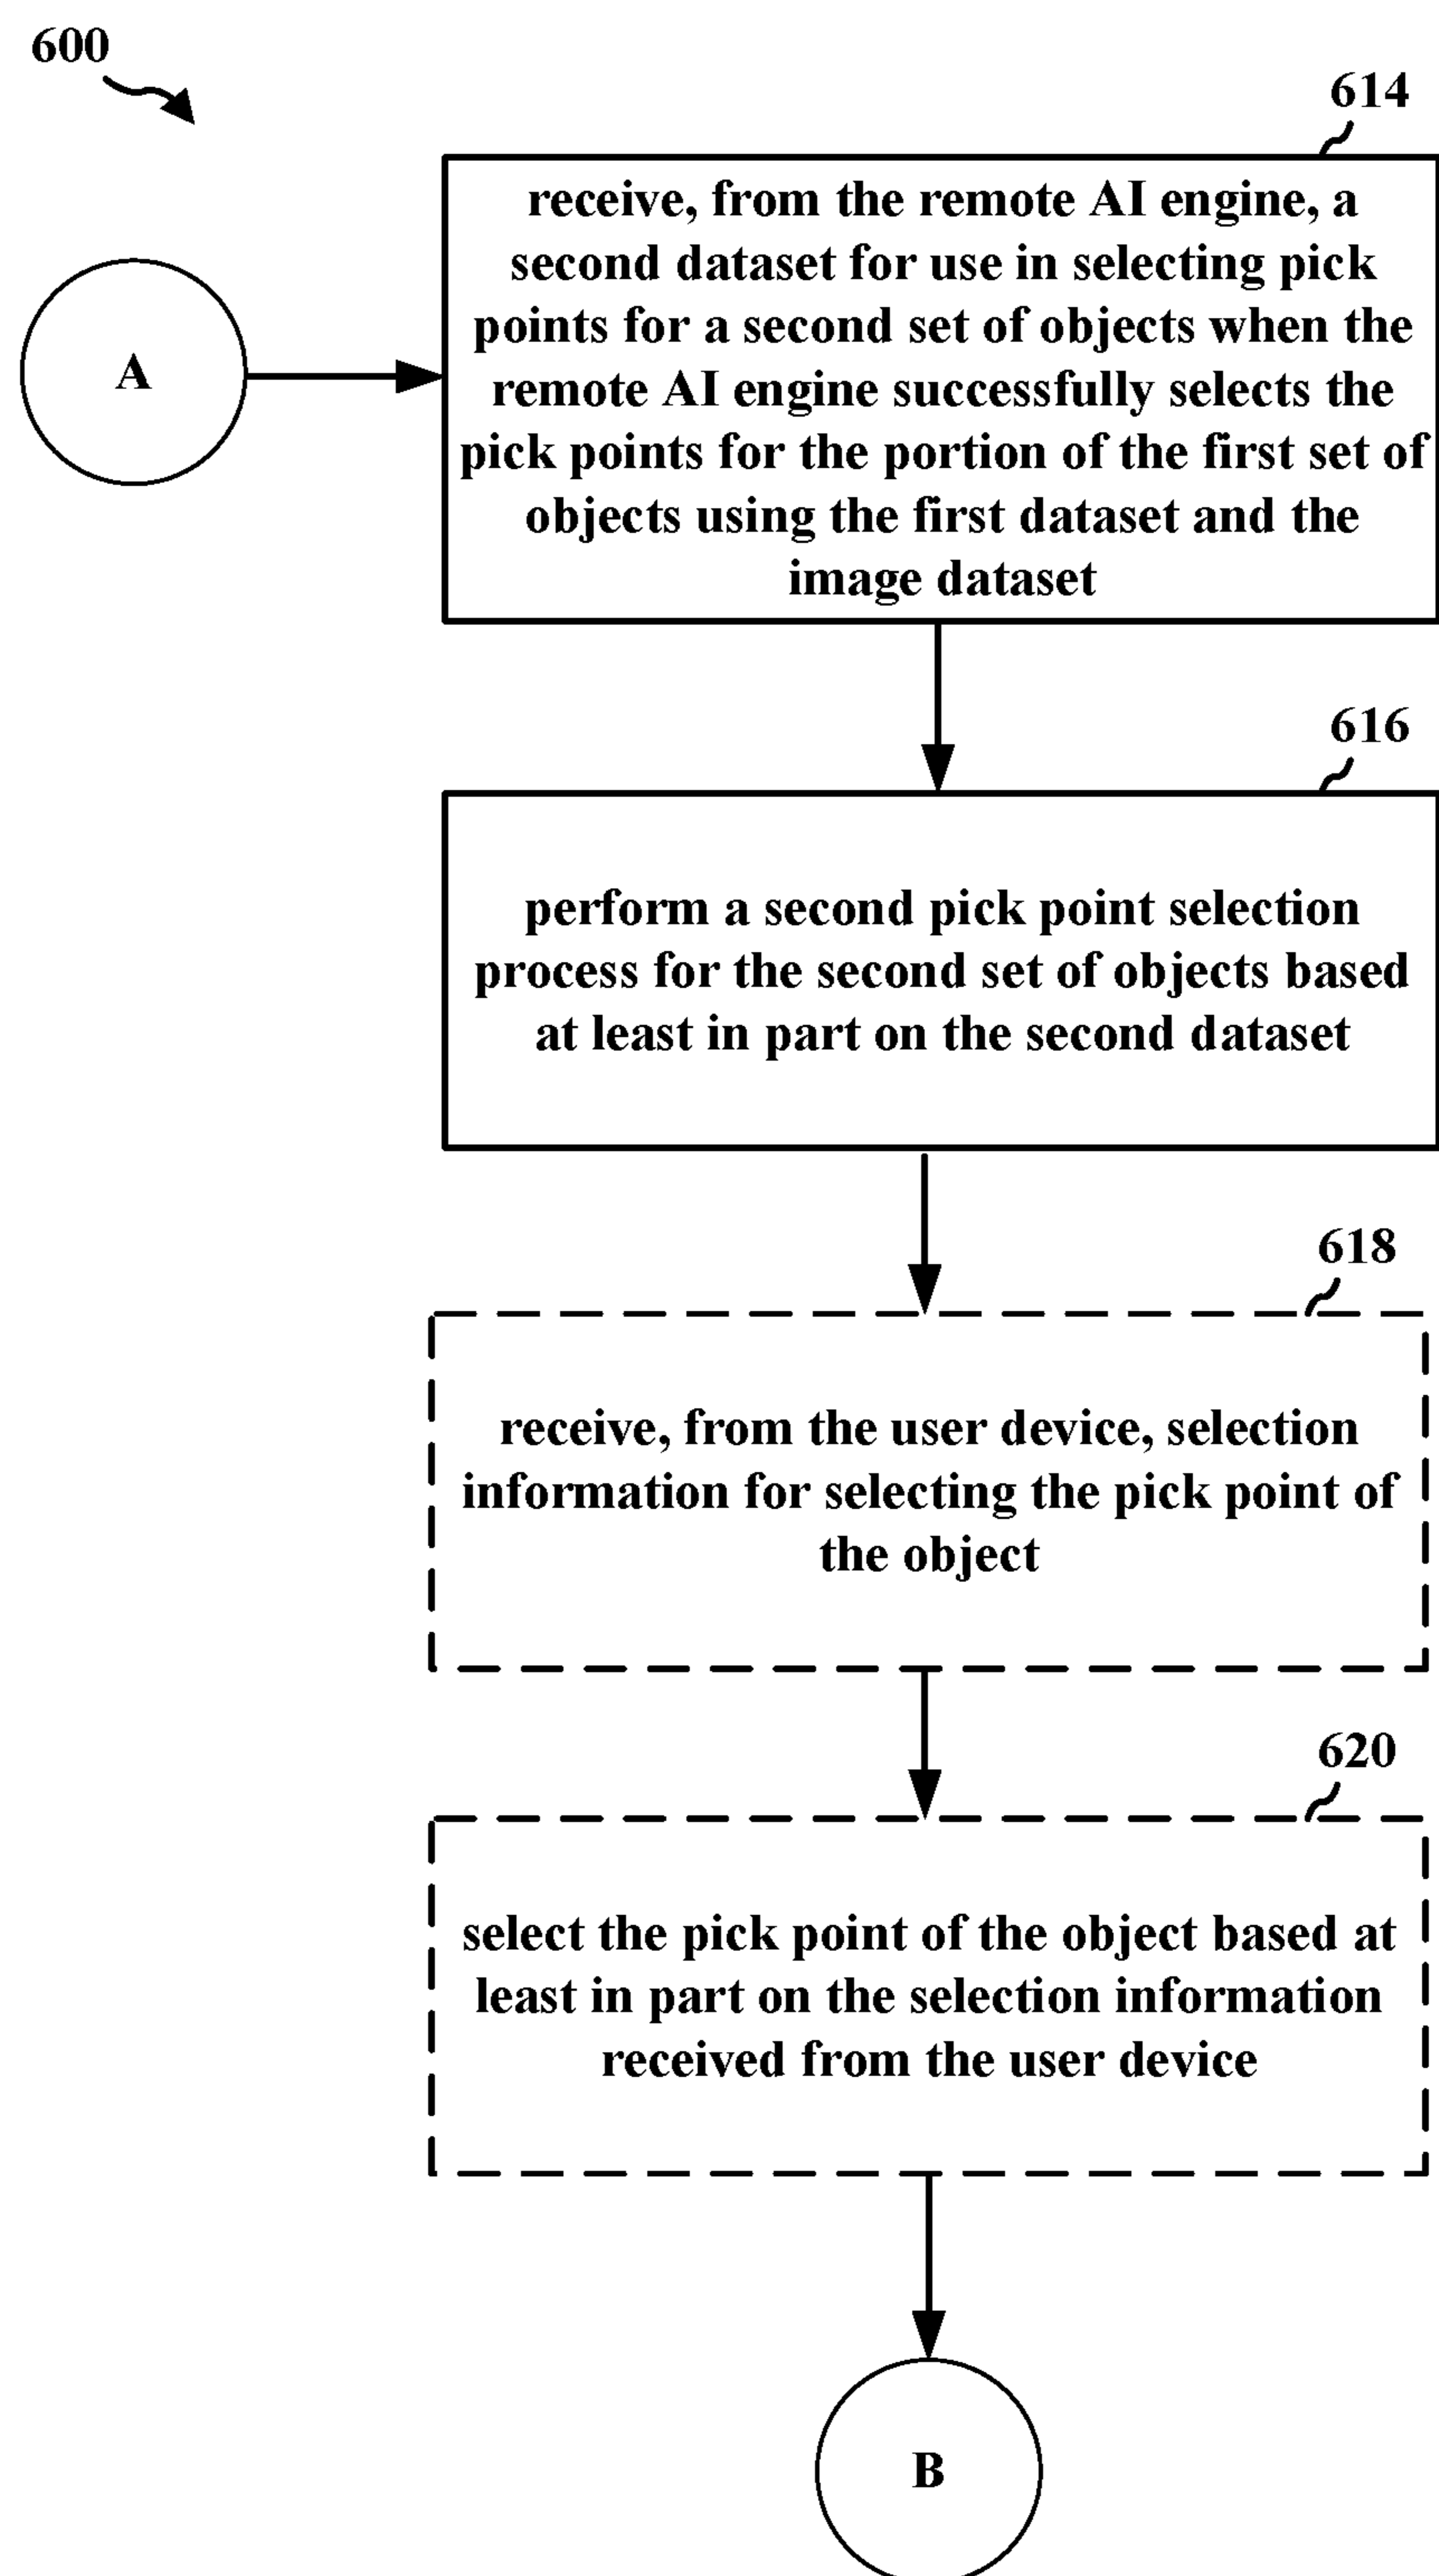 600
614
receive, from the remote AI engine, a
second dataset for use in selecting pick
points for a second set of objects when the
remote AI engine successfully selects the
pick points for the portion of the first set of
objects using the first dataset and the
image dataset
A
616
perform a second pick point selection
process for the second set of objects based
at least in part on the second dataset
618
receive, from the user device, selection
information for selecting the pick point of
the object
620
select the pick point of the object based at
least in part on the selection information
received from the user device
B